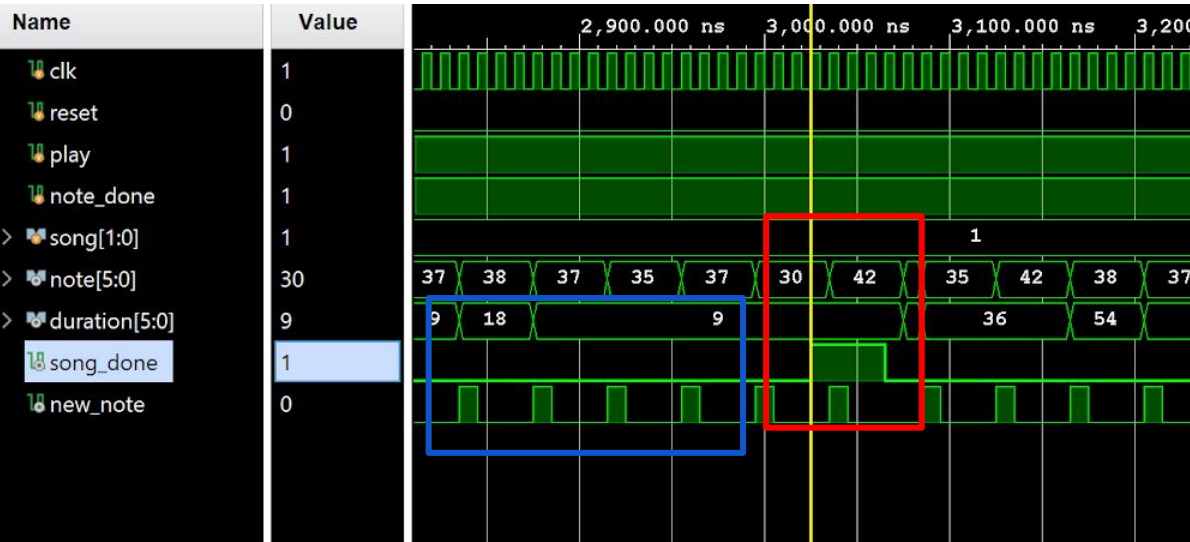 Name Value 2,900.000 ns 3,000.000 ns 3,100.000 ns 3,200
clk 1
reset 0
play 1
note_done 1
song[1:0] 1 1
note[5:0] 30 37 38 37 35 37 30 42 35 42 38 37
duration[5:0] 9 9 18 9 36 54
song_done 1
new_note 0